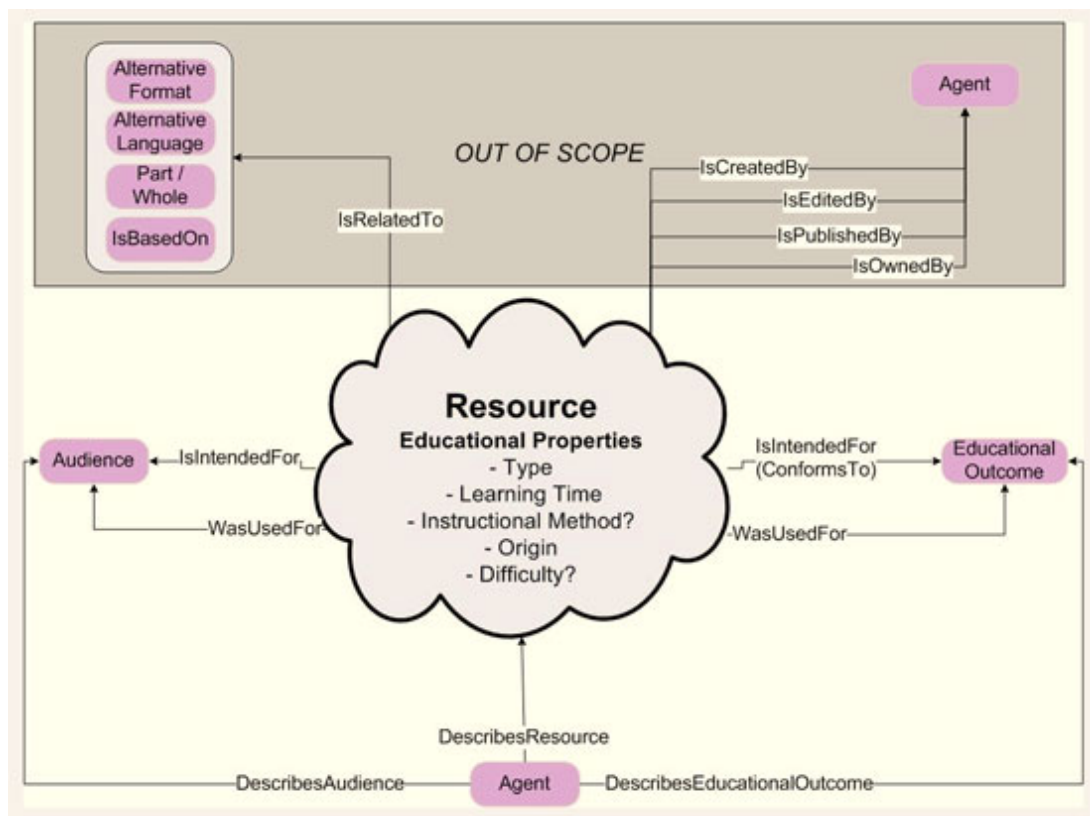 Alternative
Format
Alternative
Language
Part /
Whole
IsBasedOn
Agent
OUT OF SCOPE
IsCreatedBy
IsEditedBy
IsPublishedBy
IsOwnedBy
IsRelatedTo
Resource
Educational Properties
- Type
- Learning Time
- Instructional Method?
- Origin
- Difficulty?
Audience
IsIntendedFor
WasUsedFor
IsIntendedFor
(ConformsTo)
Educational
Outcome
WasUsedFor
DescribesResource
DescribesAudience
Agent
DescribesEducationalOutcome